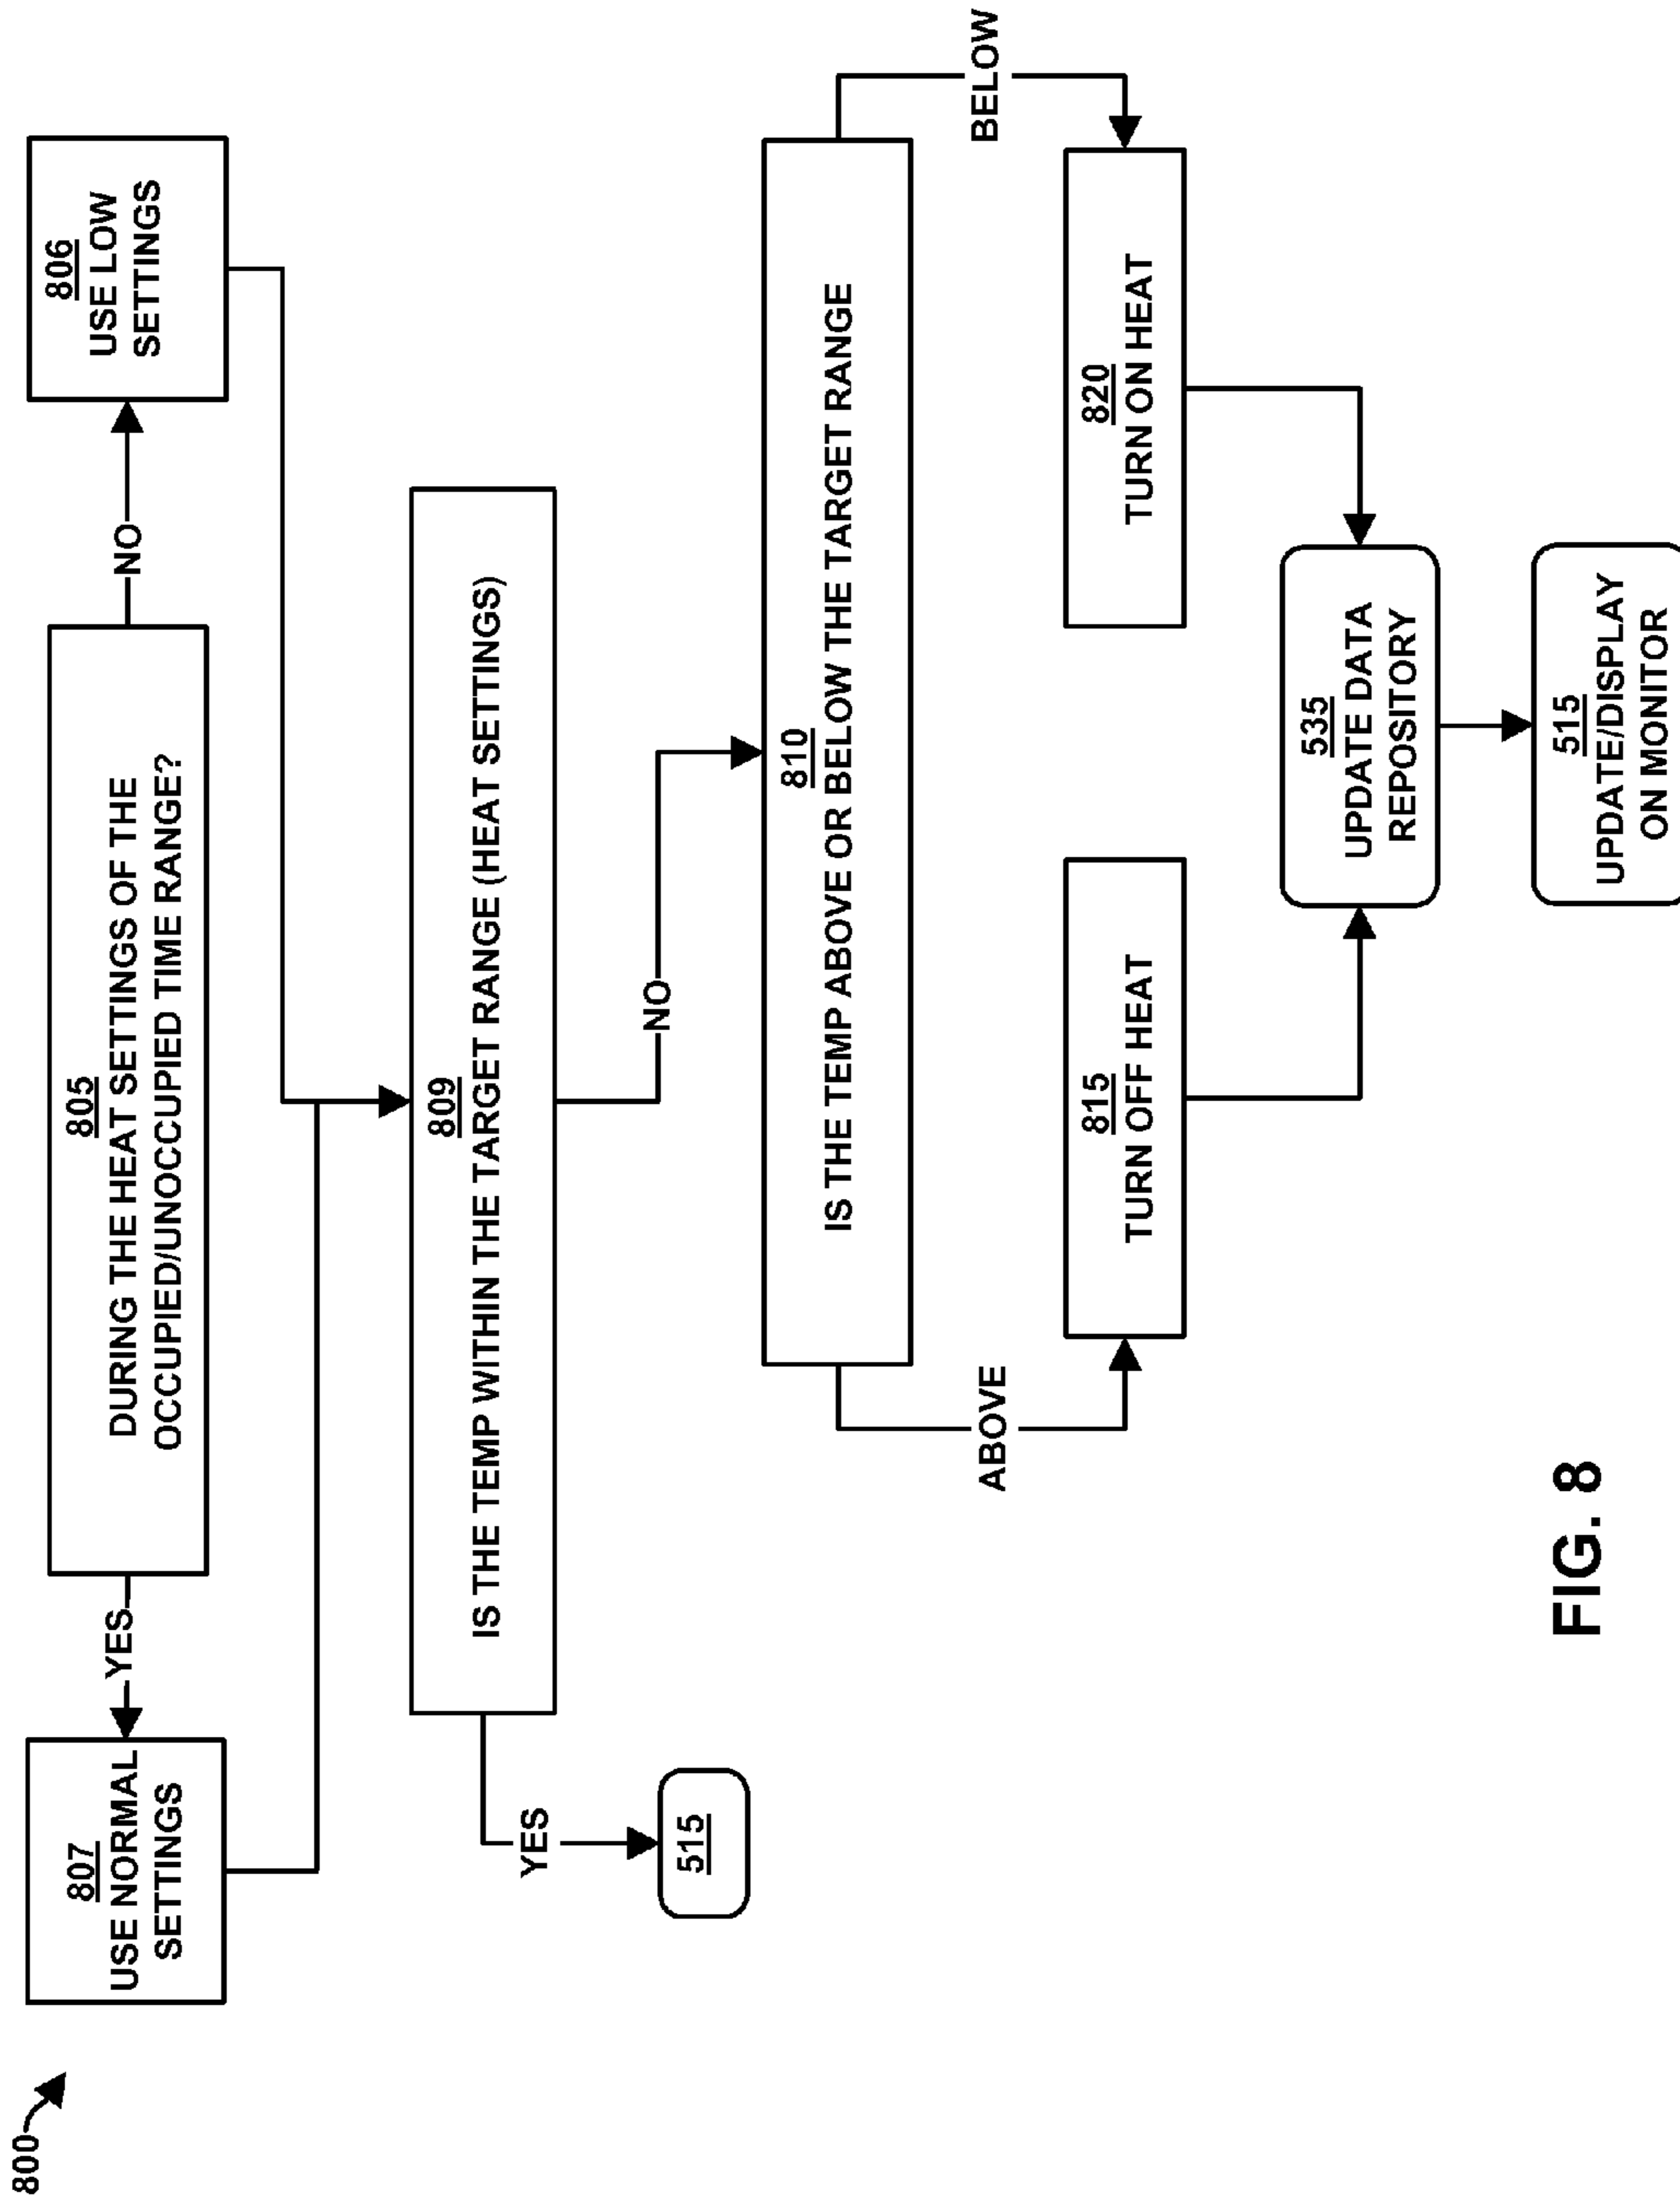 800
807
USE NORMAL
SETTINGS
YES
805
DURING THE HEAT SETTINGS OF THE
OCCUPIED/UNOCCUPIED TIME RANGE?
NO
806
USE LOW
SETTINGS
809
IS THE TEMP WITHIN THE TARGET RANGE (HEAT SETTINGS)
YES
515
NO
810
IS THE TEMP ABOVE OR BELOW THE TARGET RANGE
ABOVE
BELOW
815
TURN OFF HEAT
820
TURN ON HEAT
535
UPDATE DATA
REPOSITORY
515
UPDATE/DISPLAY
ON MONITOR
FIG. 8